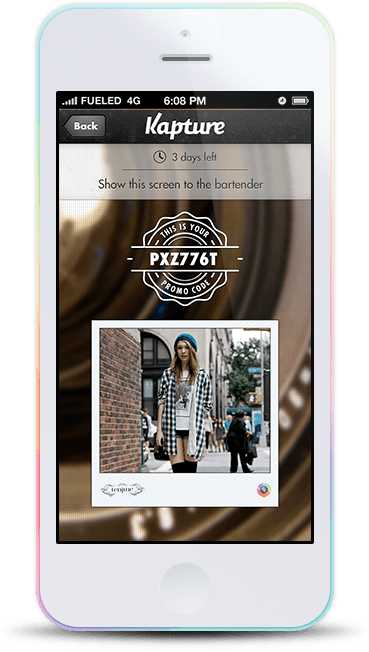 FUELED 4G 6:08 PM
Back
Kapture
3 days left
Show this screen to the bartender
THIS IS YOUR
PXZ776T
PROMO CODE